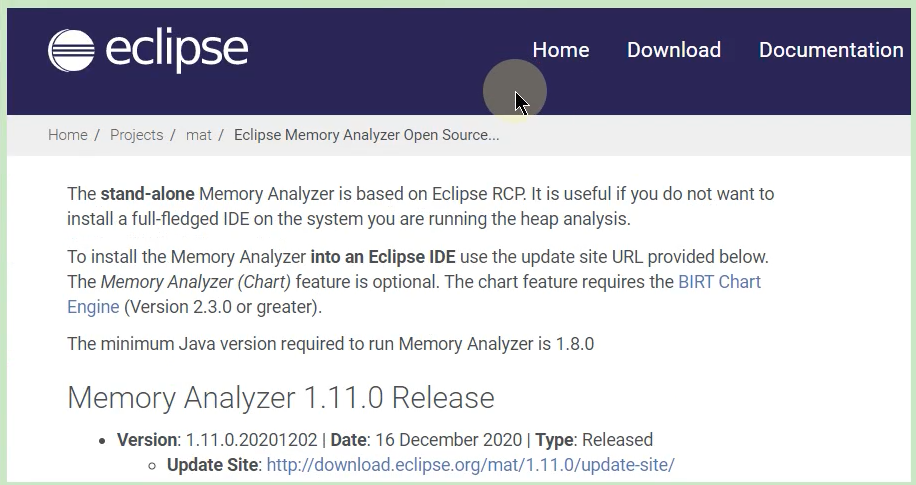 eclipse
Home Download Documentation
Home / Projects / mat / Eclipse Memory Analyzer Open Source...
The stand-alone Memory Analyzer is based on Eclipse RCP. It is useful if you do not want to
install a full-fledged IDE on the system you are running the heap analysis.
To install the Memory Analyzer into an Eclipse IDE use the update site URL provided below.
The Memory Analyzer (Chart) feature is optional. The chart feature requires the BIRT Chart
Engine (Version 2.3.0 or greater).
The minimum Java version required to run Memory Analyzer is 1.8.0
Memory Analyzer 1.11.0 Release
• Version: 1.11.0.20201202 | Date: 16 December 2020 | Type: Released
◦ Update Site: http://download.eclipse.org/mat/1.11.0/update-site/